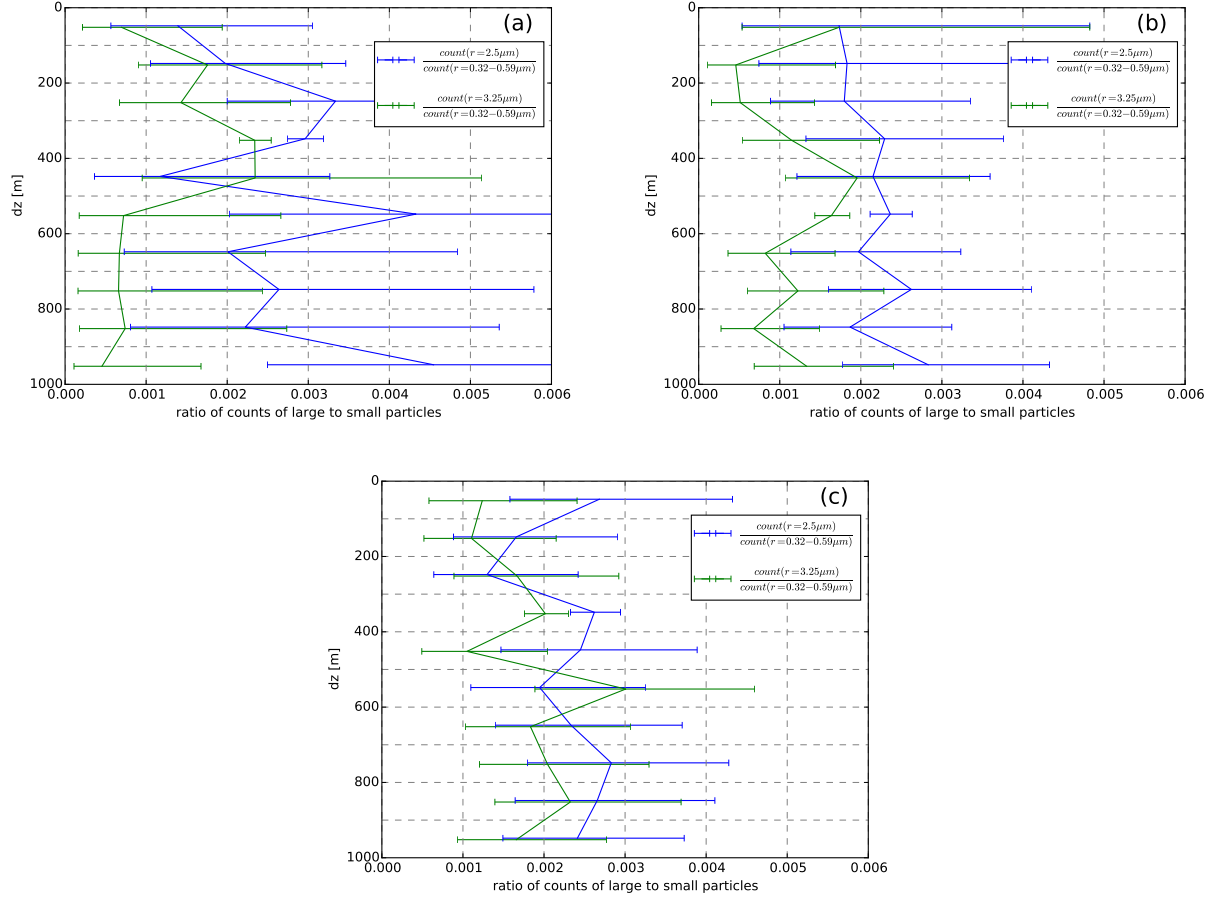 (a)
count(r=2.5μm)
count(r=0.32−0.59μm)
count(r=3.25μm)
count(r=0.32−0.59μm)
0
200
400
600
800
1000
dz [m]
0.000 0.001 0.002 0.003 0.004 0.005 0.006
ratio of counts of large to small particles
(b)
count(r=2.5μm)
count(r=0.32−0.59μm)
count(r=3.25μm)
count(r=0.32−0.59μm)
0
200
400
600
800
1000
dz [m]
0.000 0.001 0.002 0.003 0.004 0.005 0.006
ratio of counts of large to small particles
(c)
count(r=2.5μm)
count(r=0.32−0.59μm)
count(r=3.25μm)
count(r=0.32−0.59μm)
0
200
400
600
800
1000
dz [m]
0.000 0.001 0.002 0.003 0.004 0.005 0.006
ratio of counts of large to small particles